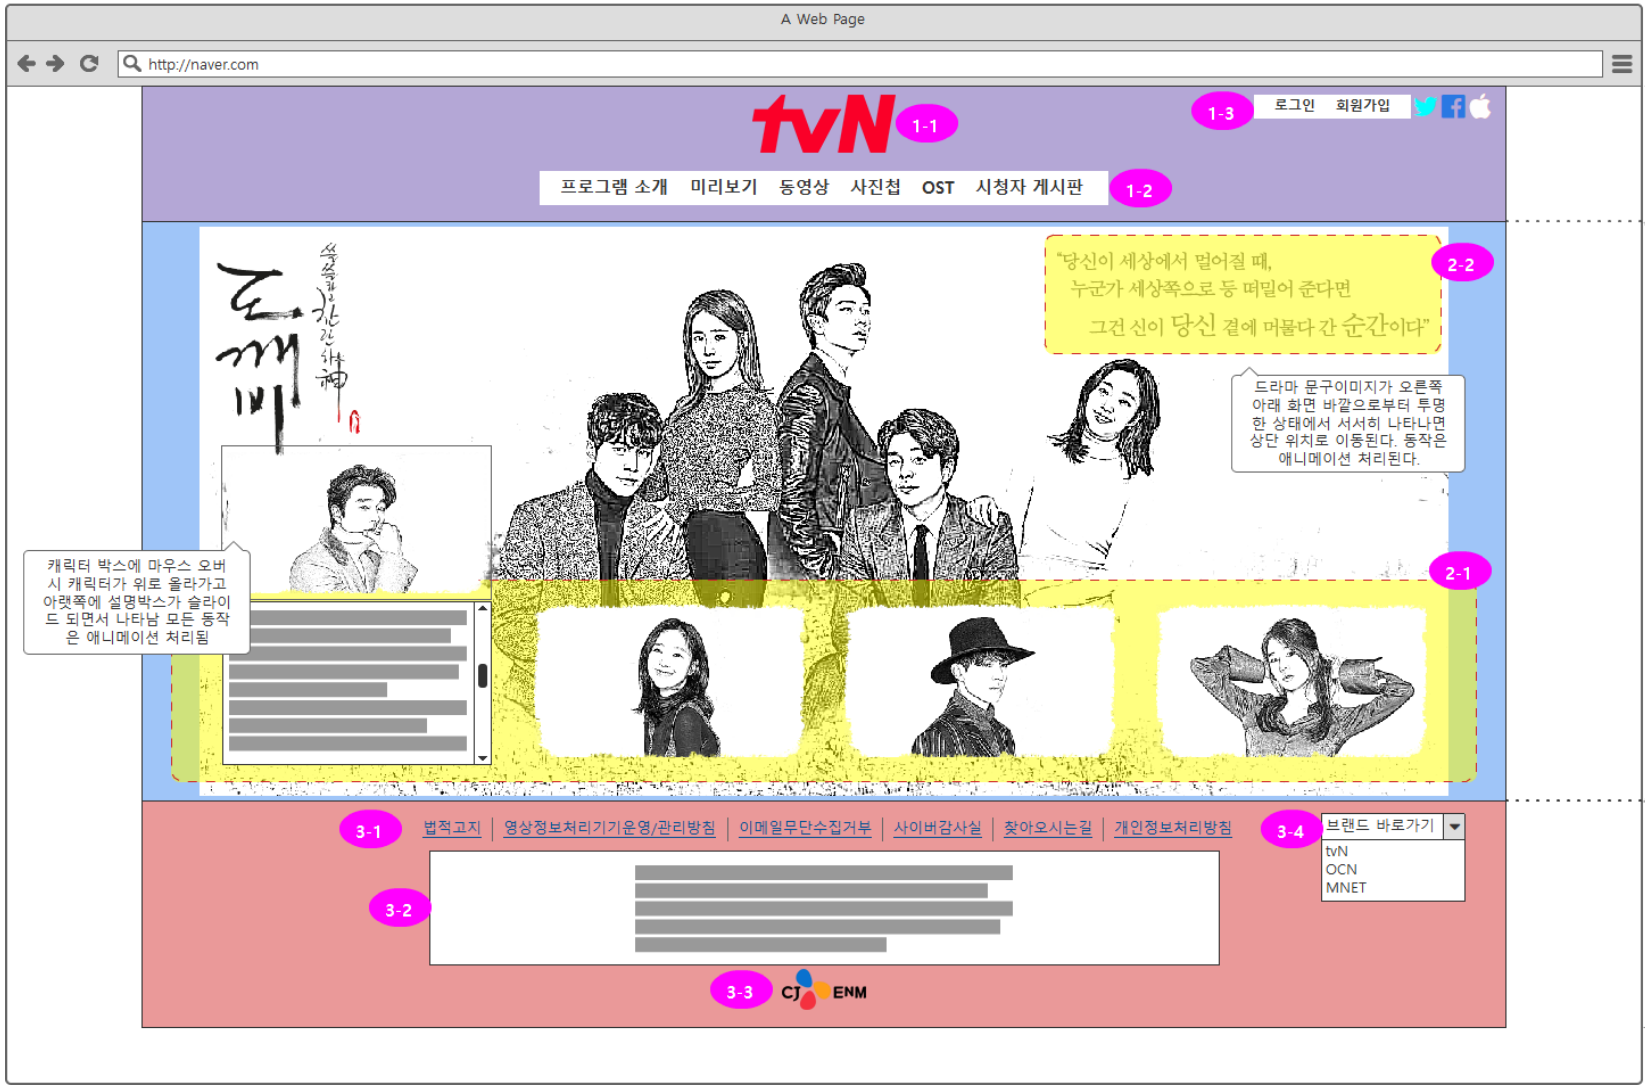 A Web Page
http://naver.com
tvN
1-1
1-3
로그인 회원가입
프로그램 소개 미리보기 동영상 사진첩 OST 시청자 게시판
1-2
쓸쓸하고 찬란하神
도깨비
“당신이 세상에서 멀어질 때,
누군가 세상쪽으로 등 떠밀어 준다면
그건 신이 당신 곁에 머물다 간 순간이다”
2-2
드라마 문구이미지가 오른쪽
아래 화면 바깥으로부터 투명
한 상태에서 서서히 나타나면
상단 위치로 이동된다. 동작은
애니메이션 처리된다.
캐릭터 박스에 마우스 오버
시 캐릭터가 위로 올라가고
아랫쪽에 설명박스가 슬라이
드 되면서 나타남 모든 동작
은 애니메이션 처리됨
2-1
3-1
법적고지 영상정보처리기기운영/관리방침 이메일무단수집거부 사이버감사실 찾아오시는길 개인정보처리방침
3-4
브랜드 바로가기
tvN
OCN
MNET
3-2
3-3
CJ ENM